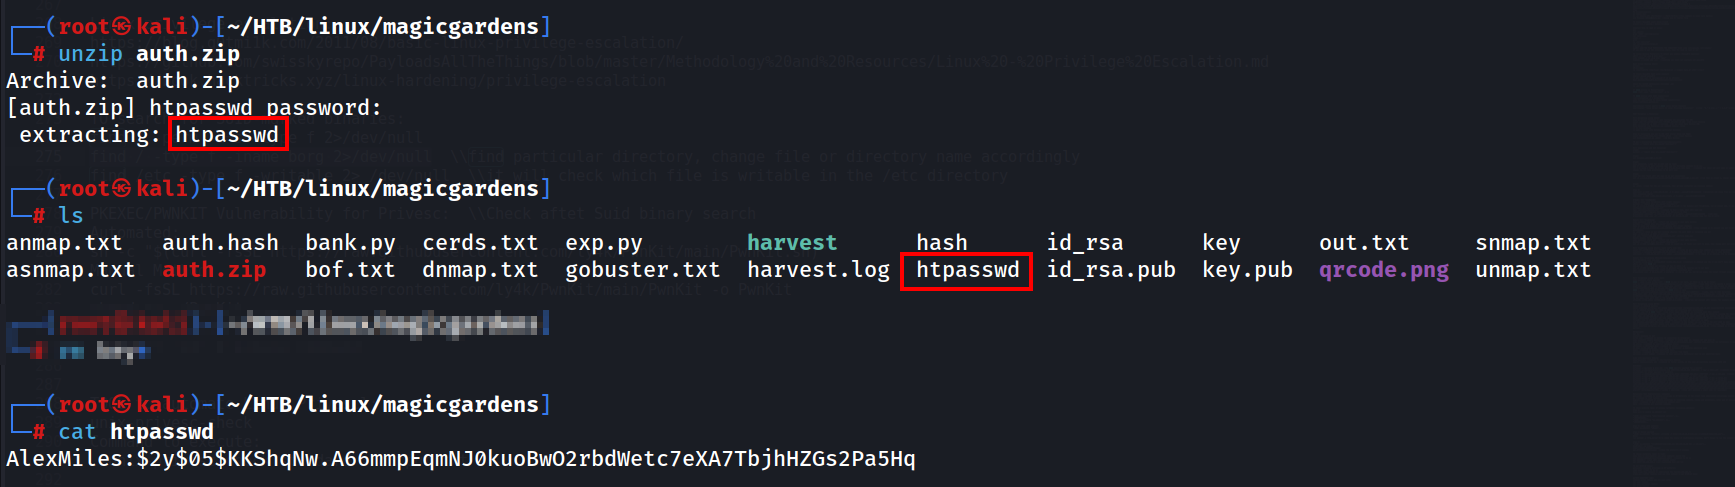 ┌──(root㉿kali)-[~/HTB/linux/magicgardens]
└─# unzip auth.zip
Archive:  auth.zip
[auth.zip] htpasswd password:
 extracting: htpasswd
┌──(root㉿kali)-[~/HTB/linux/magicgardens]
└─# ls
anmap.txt   auth.hash  bank.py  cerds.txt  exp.py        harvest      hash      id_rsa      key      out.txt     snmap.txt
asnmap.txt  auth.zip   bof.txt  dnmap.txt  gobuster.txt  harvest.log  htpasswd  id_rsa.pub  key.pub  qrcode.png  unmap.txt
┌──(root㉿kali)-[~/HTB/linux/magicgardens]
└─# cat htpasswd
AlexMiles:$2y$05$KKShqNw.A66mmpEqmNJ0kuoBwO2rbdWetc7eXA7TbjhHZGs2Pa5Hq